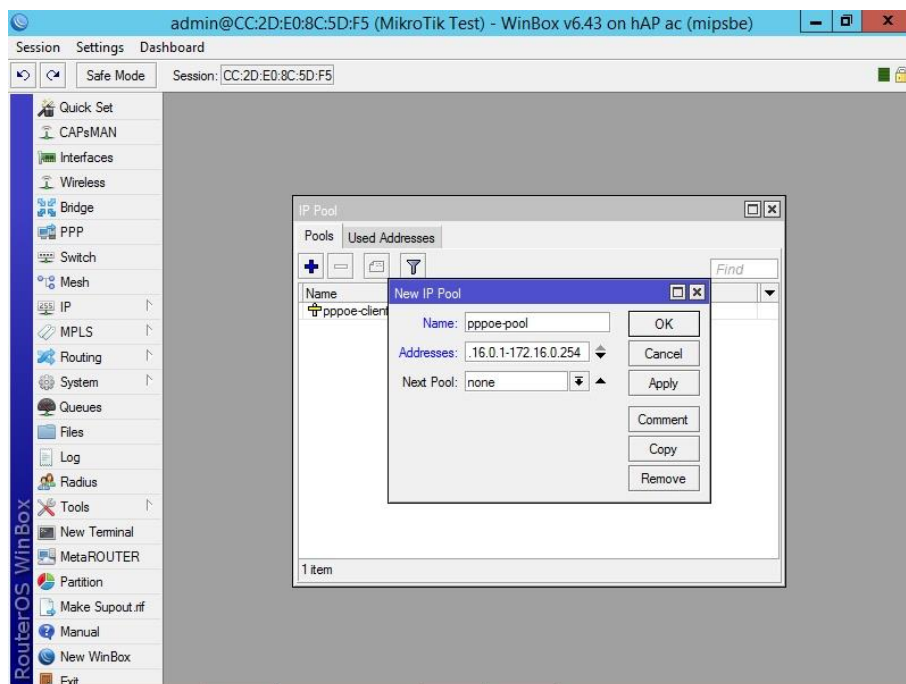 admin@CC:2D:E0:8C:5D:F5 (MikroTik Test) - WinBox v6.43 on hAP ac (mipsbe)
Session Settings Dashboard
Safe Mode Session: CC:2D:E0:8C:5D:F5
Quick Set
CAPsMAN
Interfaces
Wireless
Bridge
PPP
Switch
Mesh
IP
MPLS
Routing
System
Queues
Files
Log
Radius
Tools
New Terminal
MetaROUTER
Partition
Make Supout.rif
Manual
New WinBox
Exit
RouterOS WinBox
IP Pool
Pools Used Addresses
Find
Name
pppoe-client
1 item
New IP Pool
Name: pppoe-pool
Addresses: .16.0.1-172.16.0.254
Next Pool: none
OK
Cancel
Apply
Comment
Copy
Remove